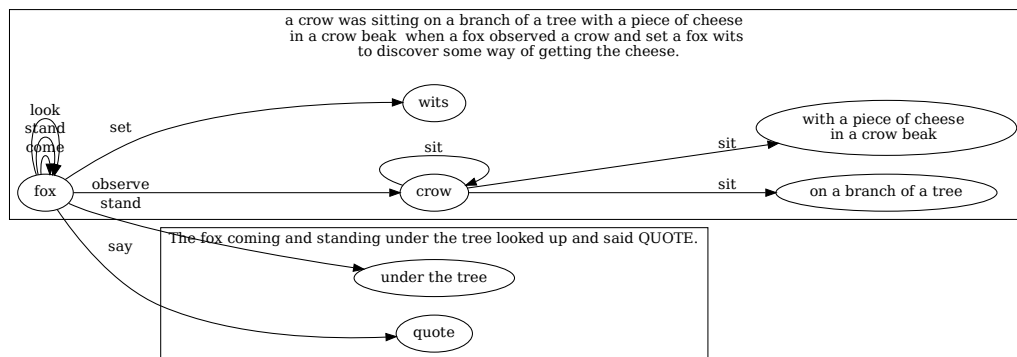 a crow was sitting on a branch of a tree with a piece of cheese
in a crow beak  when a fox observed a crow and set a fox wits
to discover some way of getting the cheese.
wits
look
stand
come
set
with a piece of cheese
in a crow beak
sit
sit
fox
observe
crow
sit
on a branch of a tree
stand
The fox coming and standing under the tree looked up and said QUOTE.
say
under the tree
quote